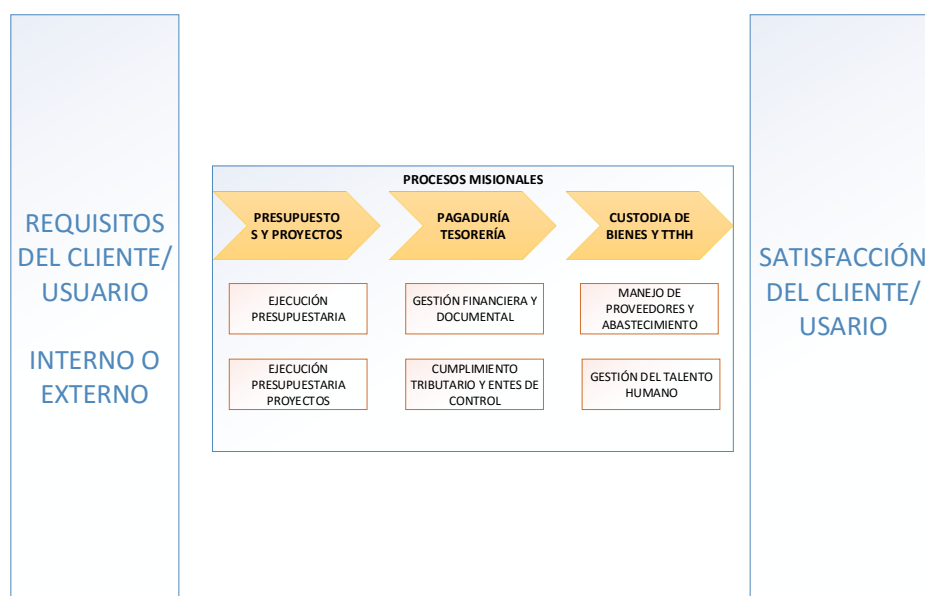 REQUISITOS
DEL CLIENTE/
USUARIO
INTERNO O
EXTERNO
PROCESOS MISIONALES
PRESUPUESTO
S Y PROYECTOS
PAGADURÍA
TESORERÍA
CUSTODIA DE
BIENES Y TTHH
EJECUCIÓN
PRESUPUESTARIA
GESTIÓN FINANCIERA Y
DOCUMENTAL
MANEJO DE
PROVEEDORES Y
ABASTECIMIENTO
EJECUCIÓN
PRESUPUESTARIA
PROYECTOS
CUMPLIMIENTO
TRIBUTARIO Y ENTES DE
CONTROL
GESTIÓN DEL TALENTO
HUMANO
SATISFACCIÓN
DEL CLIENTE/
USARIO